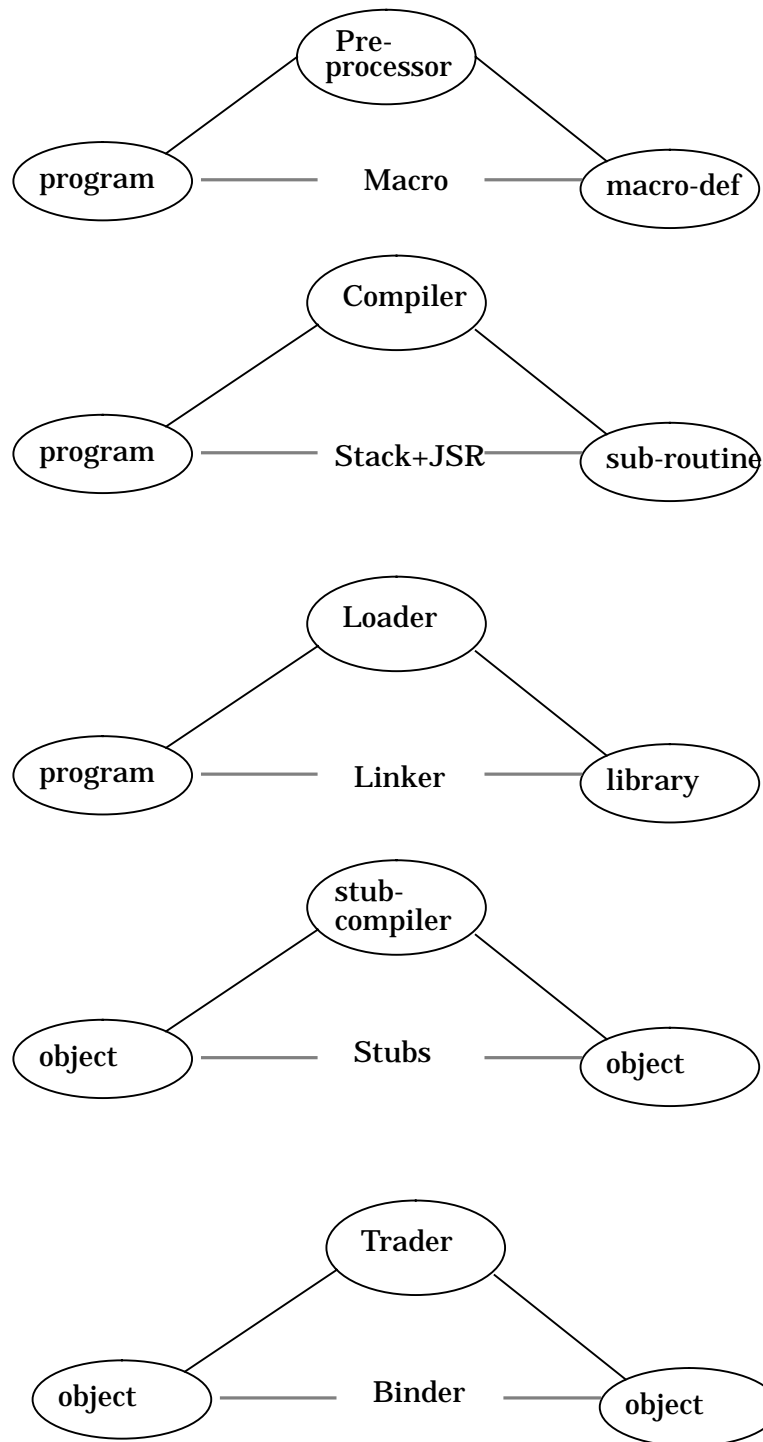 Pre-
processor
program
Macro
macro-def
Compiler
program
Stack+JSR
sub-routine
Loader
program
Linker
library
stub-
compiler
object
Stubs
object
Trader
object
Binder
object